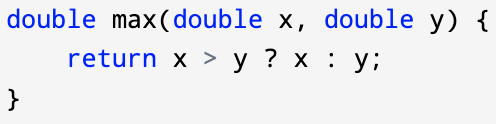 double max(double x, double y) {
    return x > y ? x : y;
}